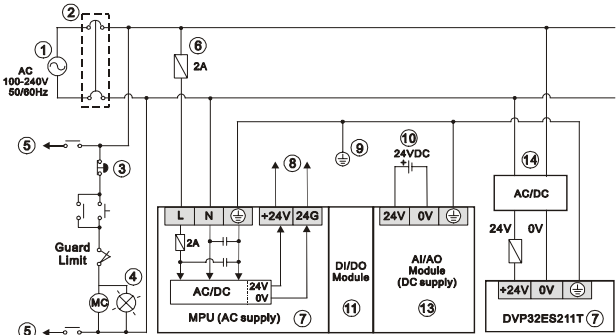 ②
①
AC
100-240V
50/60Hz
⑥
2A
⑤
③
⑨
⑧
⑩
24VDC
+
⑭
AC/DC
24V 0V
L N +24V 24G
24V 0V
2A
Guard
Limit
④
MC
24V
0V
AC/DC
MPU (AC supply) ⑦
DI/DO
Module
⑪
AI/AO
Module
(DC supply)
⑬
+24V 0V
DVP32ES211T ⑦
⑤